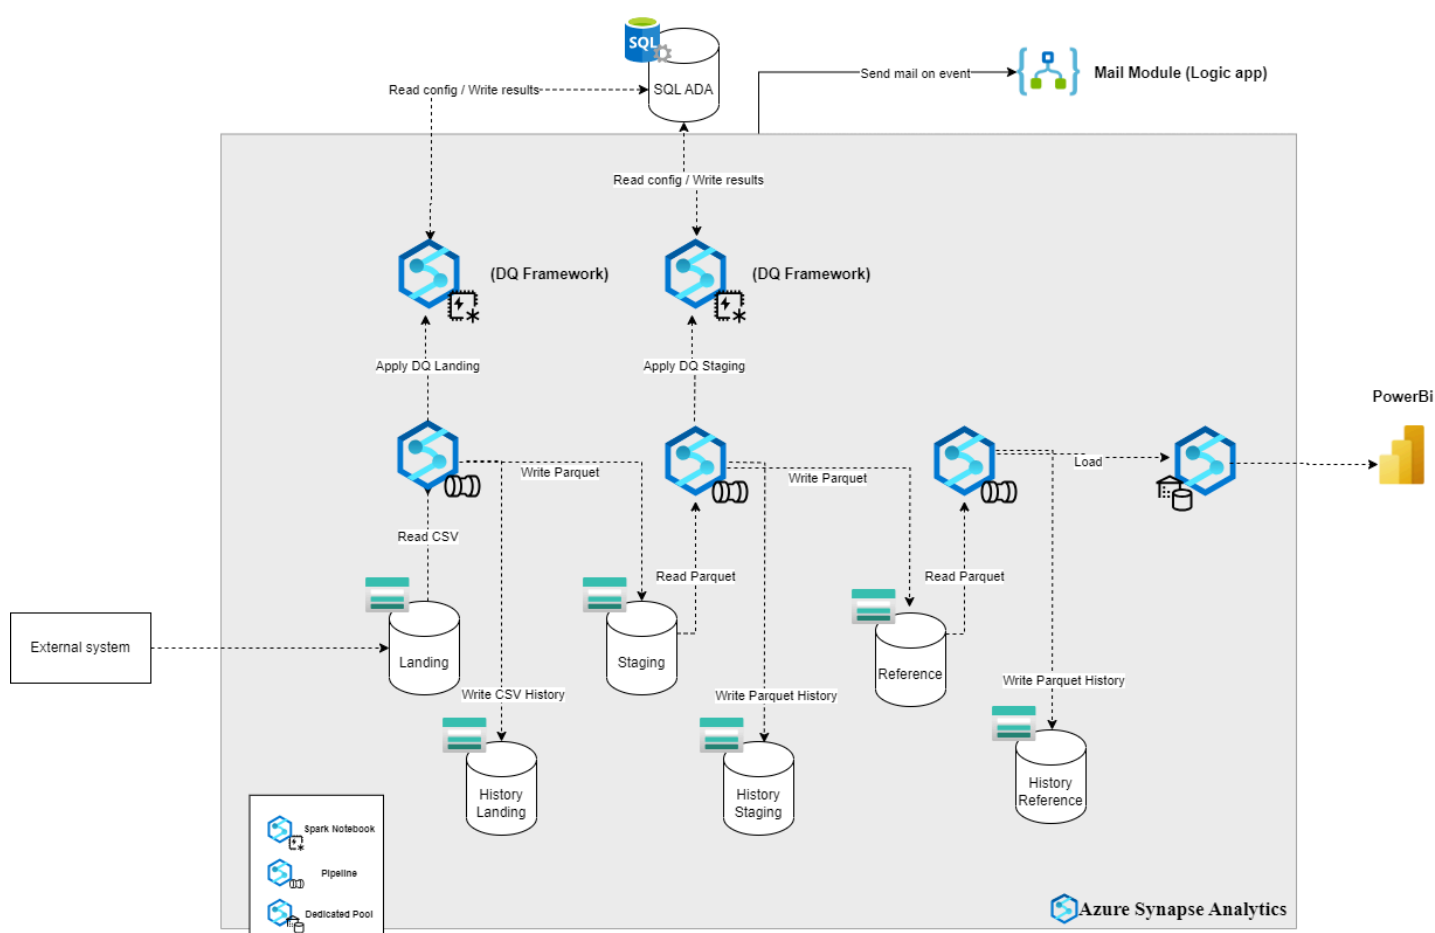 SQL
SQL ADA
Read config / Write results
Send mail on event
Mail Module (Logic app)
Read config / Write results
(DQ Framework)
(DQ Framework)
Apply DQ Landing
Apply DQ Staging
PowerBi
Write Parquet
Write Parquet
Load
Read CSV
Read Parquet
Read Parquet
External system
Landing
Staging
Reference
Write CSV History
Write Parquet History
Write Parquet History
History
Landing
History
Staging
History
Reference
Spark Notebook
Pipeline
Dedicated Pool
Azure Synapse Analytics